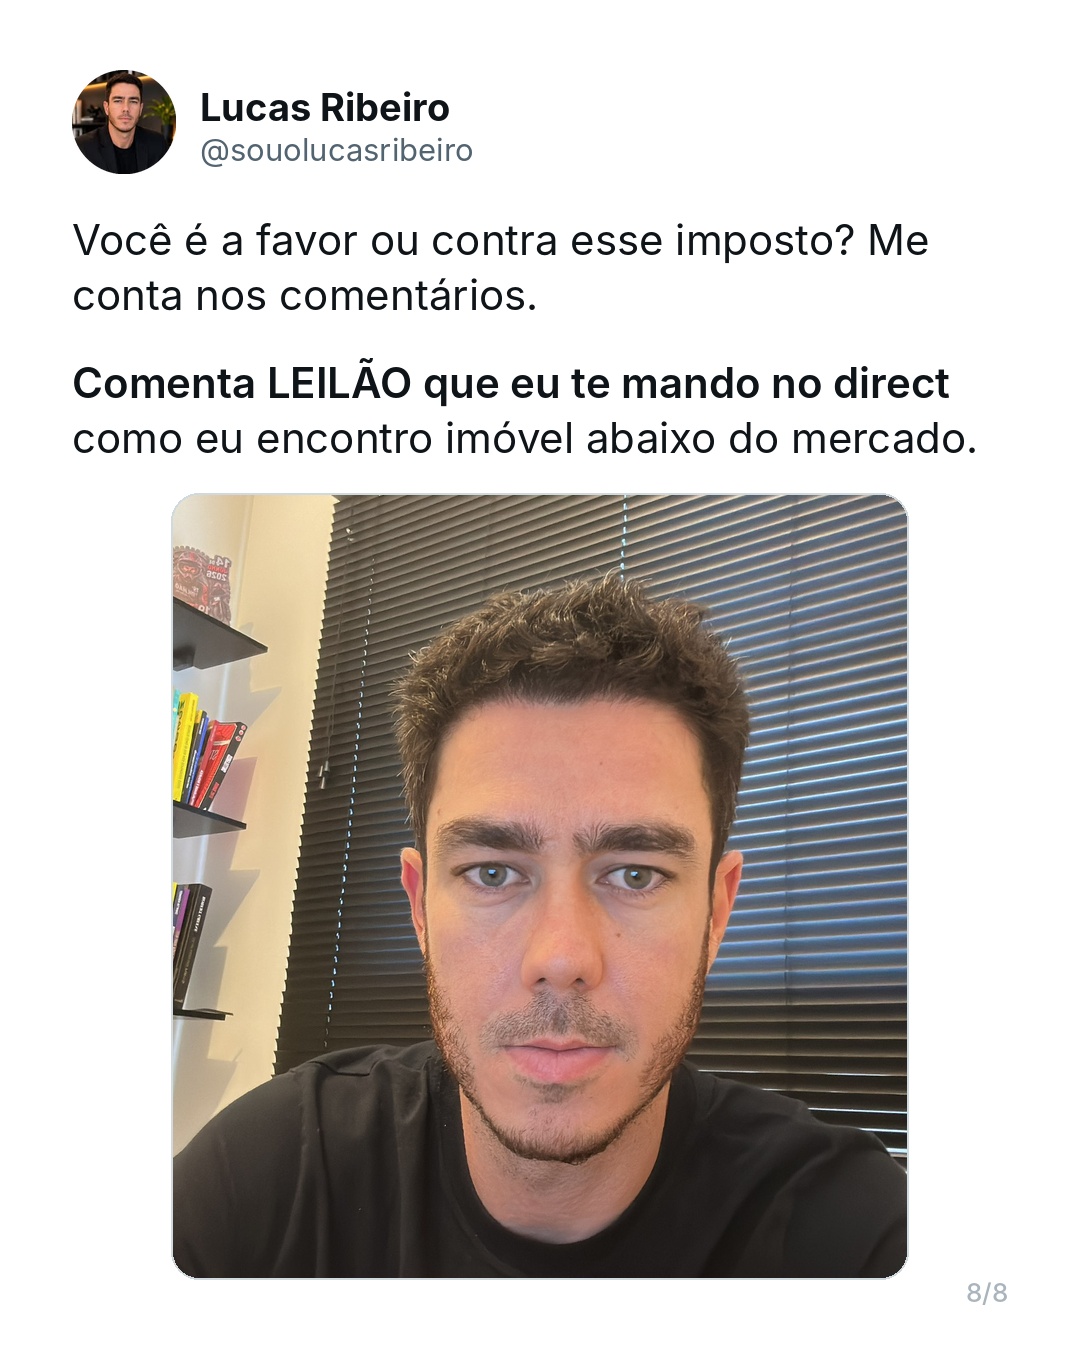 Lucas Ribeiro
@souolucasribeiro
Você é a favor ou contra esse imposto? Me
conta nos comentários.
Comenta LEILÃO que eu te mando no direct
como eu encontro imóvel abaixo do mercado.
8/8